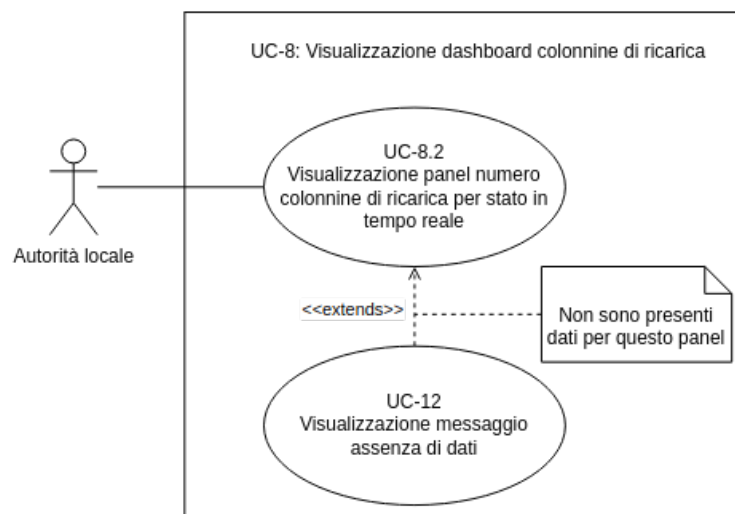 UC-8: Visualizzazione dashboard colonnine di ricarica
UC-8.2
Visualizzazione panel numero
colonnine di ricarica per stato in
tempo reale
Autorità locale
<<extends>>
Non sono presenti
dati per questo panel
UC-12
Visualizzazione messaggio
assenza di dati